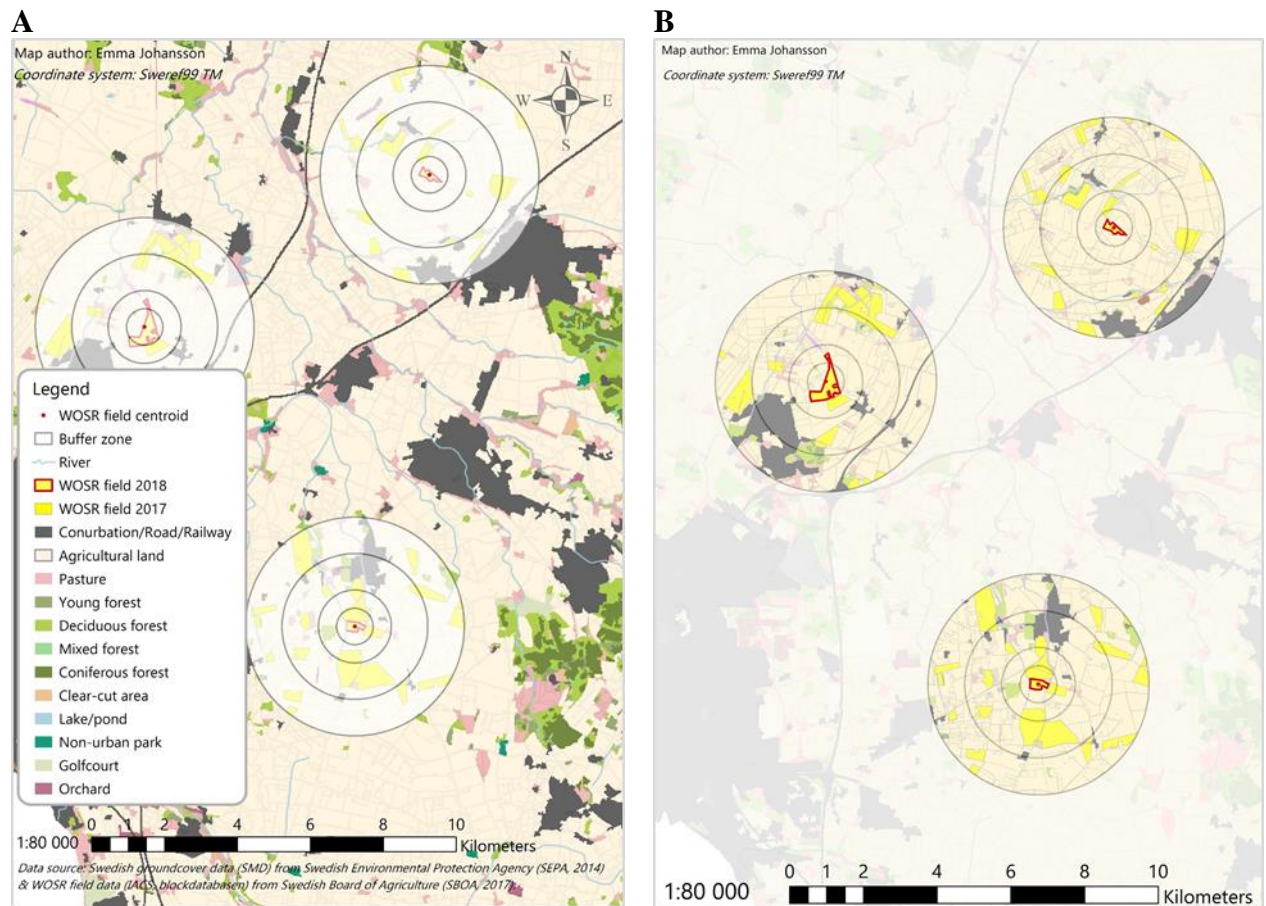 A
Map author: Emma Johansson
Coordinate system: Sweref99 TM
N
W E
S
Legend
WOSR field centroid
Buffer zone
River
WOSR field 2018
WOSR field 2017
Conurbation/Road/Railway
Agricultural land
Pasture
Young forest
Deciduous forest
Mixed forest
Coniferous forest
Clear-cut area
Lake/pond
Non-urban park
Golfcourt
Orchard
0 1 2 4 6 8 10
1:80 000 Kilometers
Data source: Swedish groundcover data (SMD) from Swedish Environmental Protection Agency (SEPA, 2014)
& WOSR field data (IACS, blockdatabasen) from Swedish Board of Agriculture (SBOA, 2017).
B
Map author: Emma Johansson
Coordinate system: Sweref99 TM
0 1 2 4 6 8 10
1:80 000 Kilometers